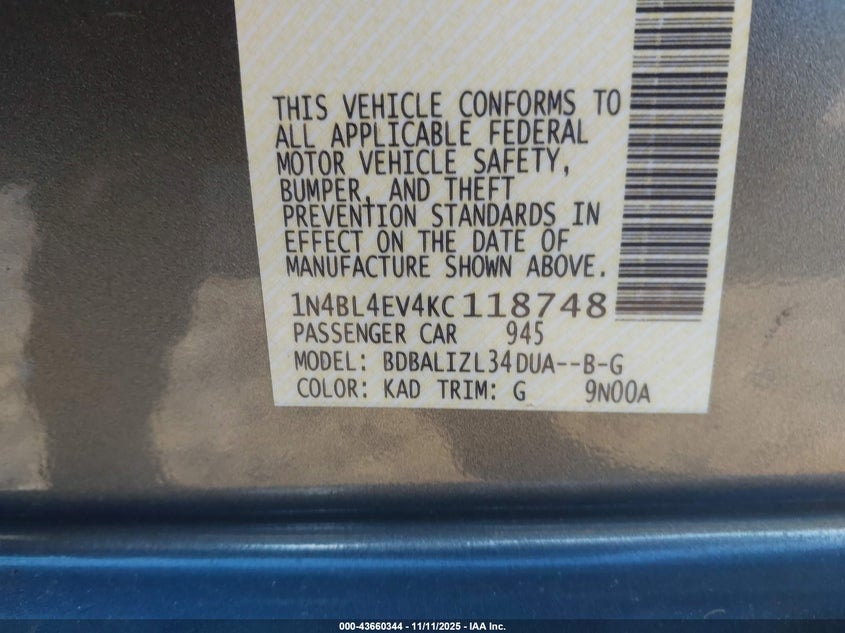 THIS VEHICLE CONFORMS TO
ALL APPLICABLE FEDERAL
MOTOR VEHICLE SAFETY,
BUMPER, AND THEFT
PREVENTION STANDARDS IN
EFFECT ON THE DATE OF
MANUFACTURE SHOWN ABOVE.
1N4BL4EV4KC118748
PASSENGER CAR 945
MODEL: BDBALIZL34DUA--B-G
COLOR: KAD TRIM: G 9N00A
000-43660344 - 11/11/2025 - IAA Inc.